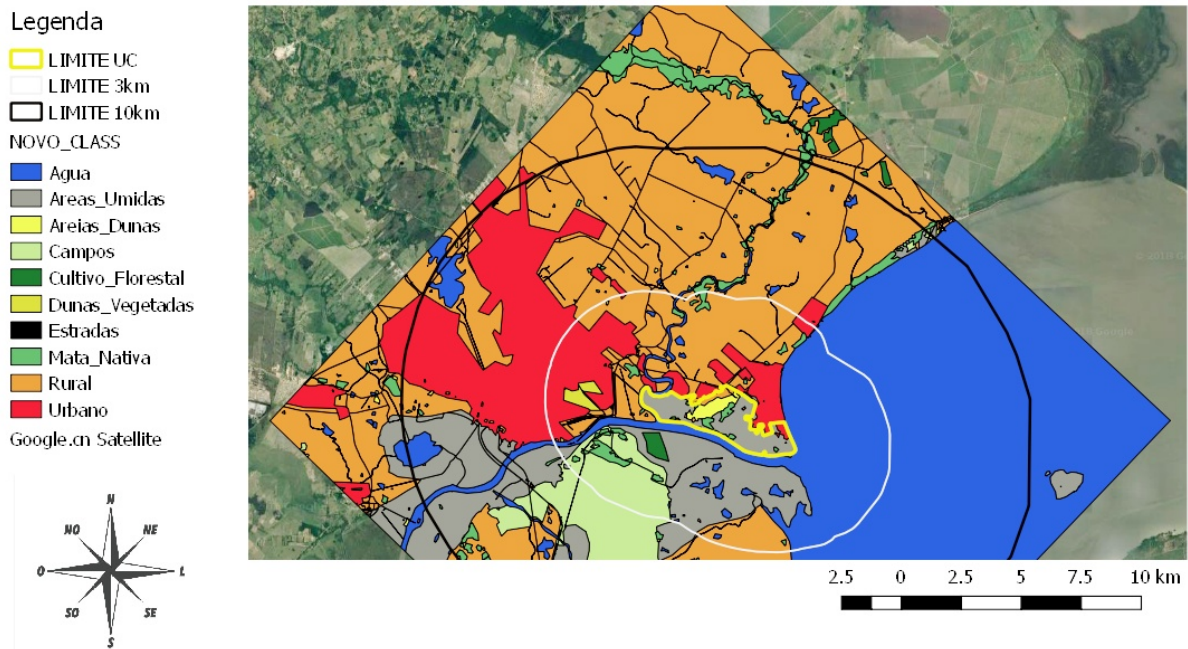 Legenda
LIMITE UC
LIMITE 3km
LIMITE 10km
NOVO_CLASS
Agua
Areas_Umidas
Areias_Dunas
Campos
Cultivo_Florestal
Dunas_Vegetadas
Estradas
Mata_Nativa
Rural
Urbano
Google.cn Satellite
N
NO NE
O L
SO SE
S
2.5 0 2.5 5 7.5 10 km